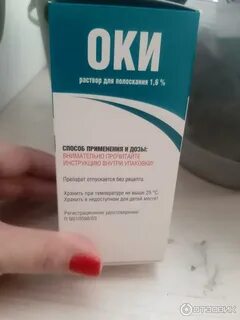 ОКИ
раствор для полоскания 1,6 %
СПОСОБ ПРИМЕНЕНИЯ И ДОЗЫ:
ВНИМАТЕЛЬНО ПРОЧИТАЙТЕ
ИНСТРУКЦИЮ ВНУТРИ УПАКОВКИ!
Препарат отпускается без рецепта.
Хранить при температуре не выше 25 °C.
Хранить в недоступном для детей месте!
Регистрационное удостоверение
ОТЗОВИК